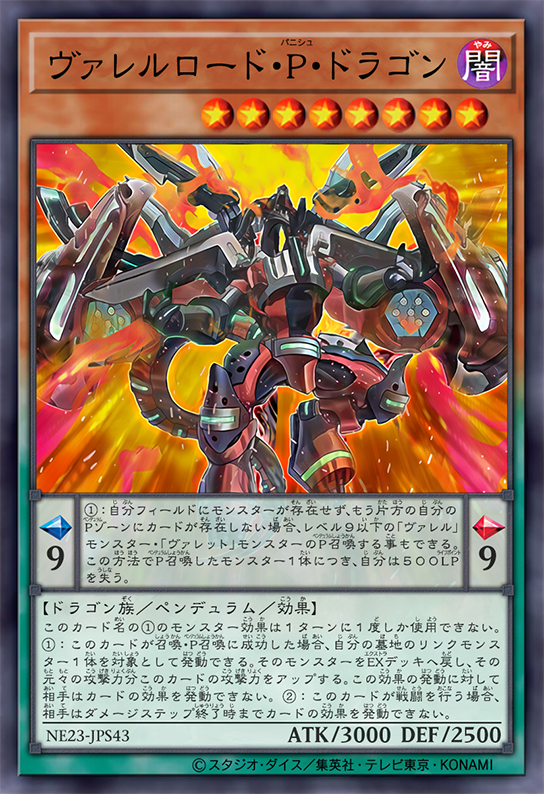 ヴァレルロード・P・ドラゴン
パニシュ
闇
やみ
①：自分フィールドにモンスターが存在せず、もう片方の自分の
Pゾーンにカードが存在しない場合、レベル９以下の「ヴァレル」
モンスター・「ヴァレット」モンスターのP召喚する事もできる。
この方法でP召喚したモンスター１体につき、自分は５００LP
を失う。
9
9
【ドラゴン族／ペンデュラム／効果】
このカード名の①のモンスター効果は１ターンに１度しか使用できない。
①：このカードが召喚・P召喚に成功した場合、自分の墓地のリンクモンス
ター１体を対象として発動できる。そのモンスターをEXデッキへ戻し、その
元々の攻撃力分このカードの攻撃力をアップする。この効果の発動に対して
相手はカードの効果を発動できない。②：このカードが戦闘を行う場合、
相手はダメージステップ終了時までカードの効果を発動できない。
NE23-JPS43
ATK/3000 DEF/2500
©スタジオ・ダイス／集英社・テレビ東京・KONAMI